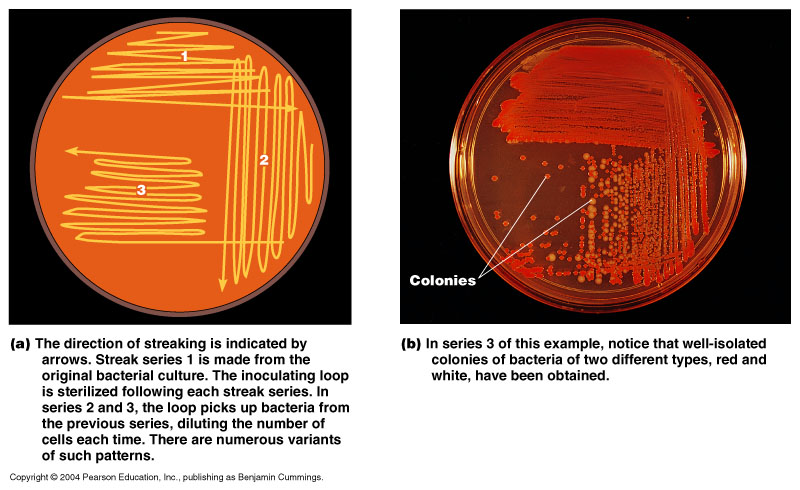 1
2
3
Colonies
(a) The direction of streaking is indicated by
arrows. Streak series 1 is made from the
original bacterial culture. The inoculating loop
is sterilized following each streak series. In
series 2 and 3, the loop picks up bacteria from
the previous series, diluting the number of
cells each time. There are numerous variants
of such patterns.
(b) In series 3 of this example, notice that well-isolated
colonies of bacteria of two different types, red and
white, have been obtained.
Copyright © 2004 Pearson Education, Inc., publishing as Benjamin Cummings.